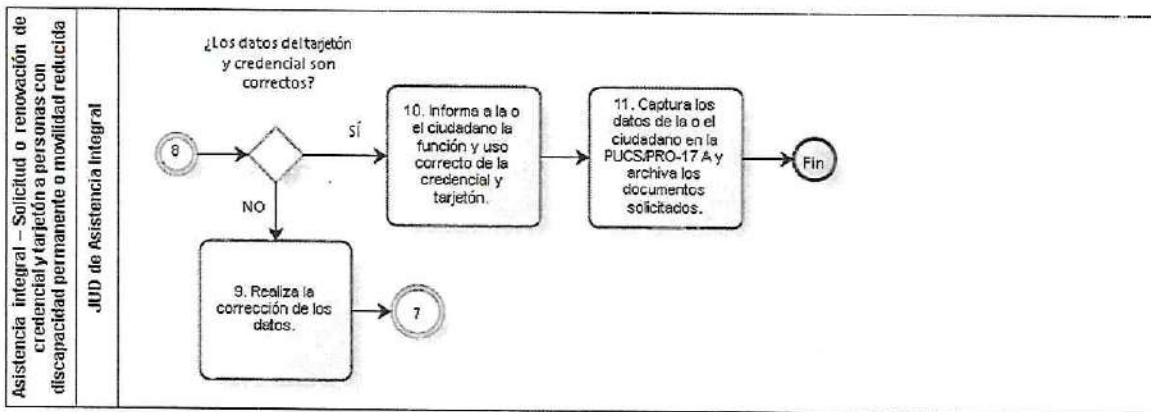 Asistencia integral – Solicitud o renovación de
credencial y tarjetón a personas con
discapacidad permanente o movilidad reducida
JUD de Asistencia Integral
¿Los datos del tarjetón
y credencial son
correctos?
8
SÍ
NO
10. Informa a la o
el ciudadano la
función y uso
correcto de la
credencial y
tarjetón.
11. Captura los
datos de la o el
ciudadano en la
PUCS/PRO-17 A y
archiva los
documentos
solicitados.
Fin
9. Realiza la
corrección de los
datos.
7